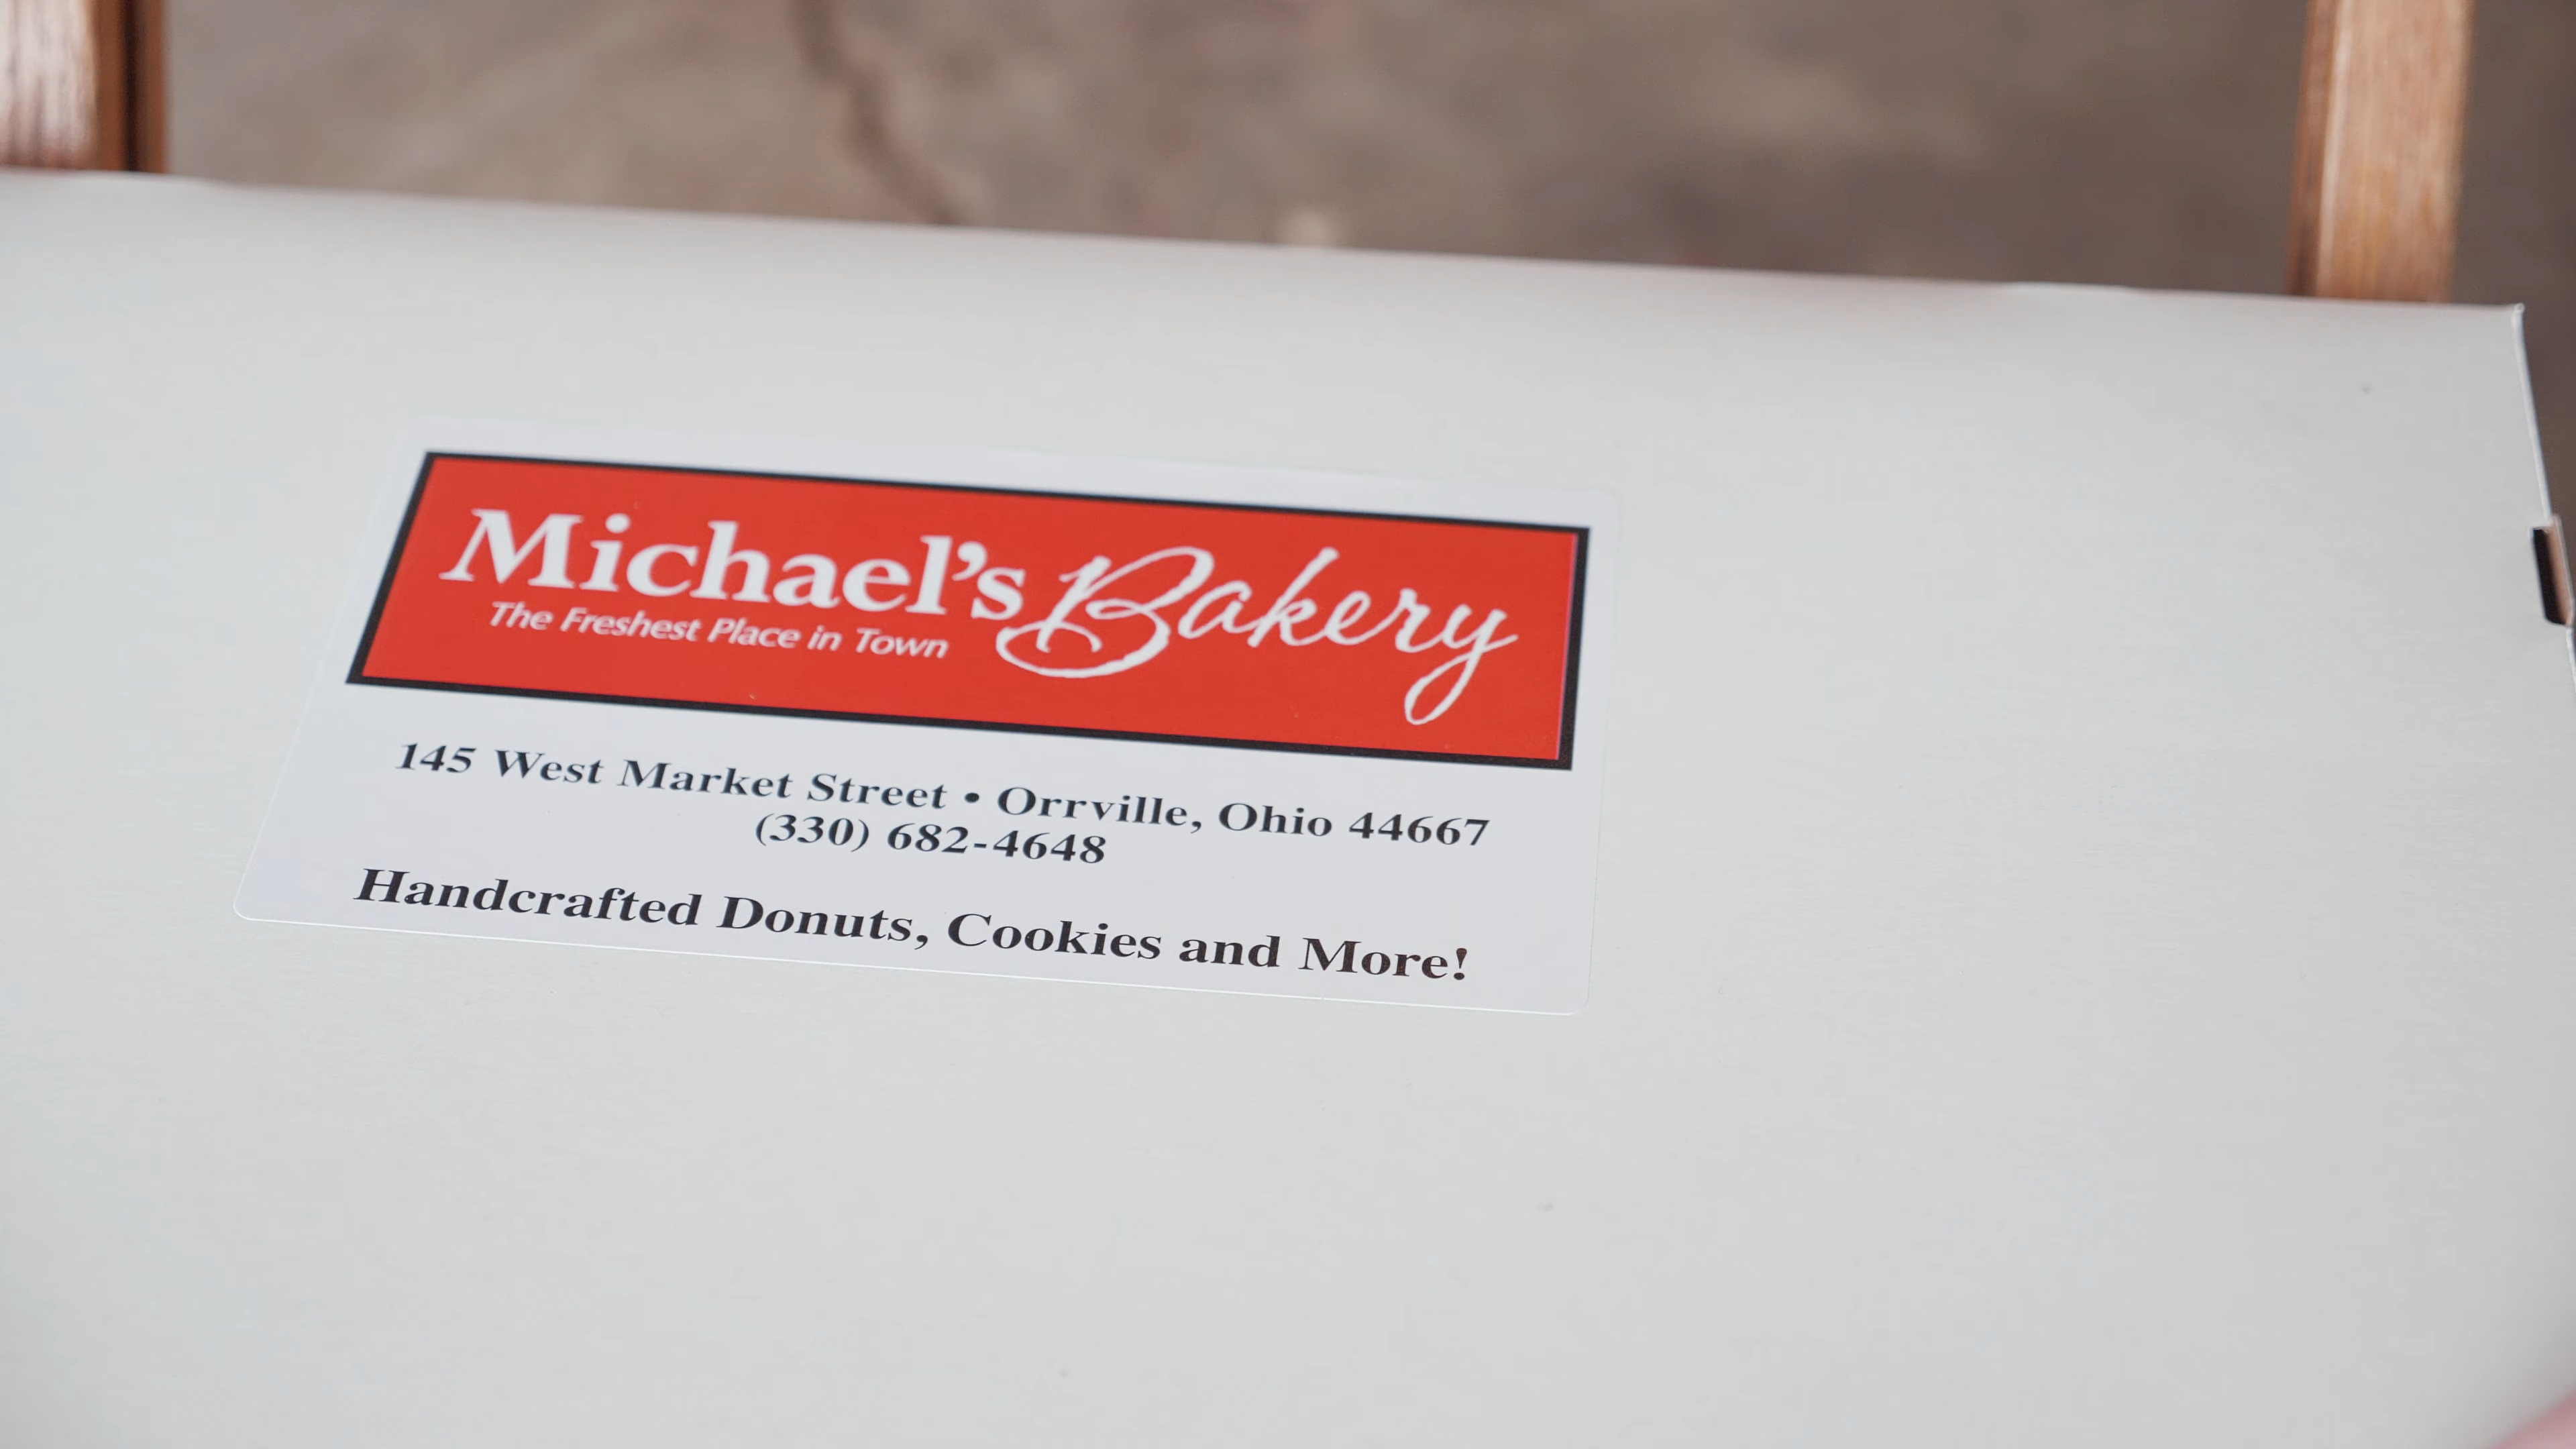 Michael's Bakery
The Freshest Place in Town
145 West Market Street • Orrville, Ohio 44667
(330) 682-4648
Handcrafted Donuts, Cookies and More!